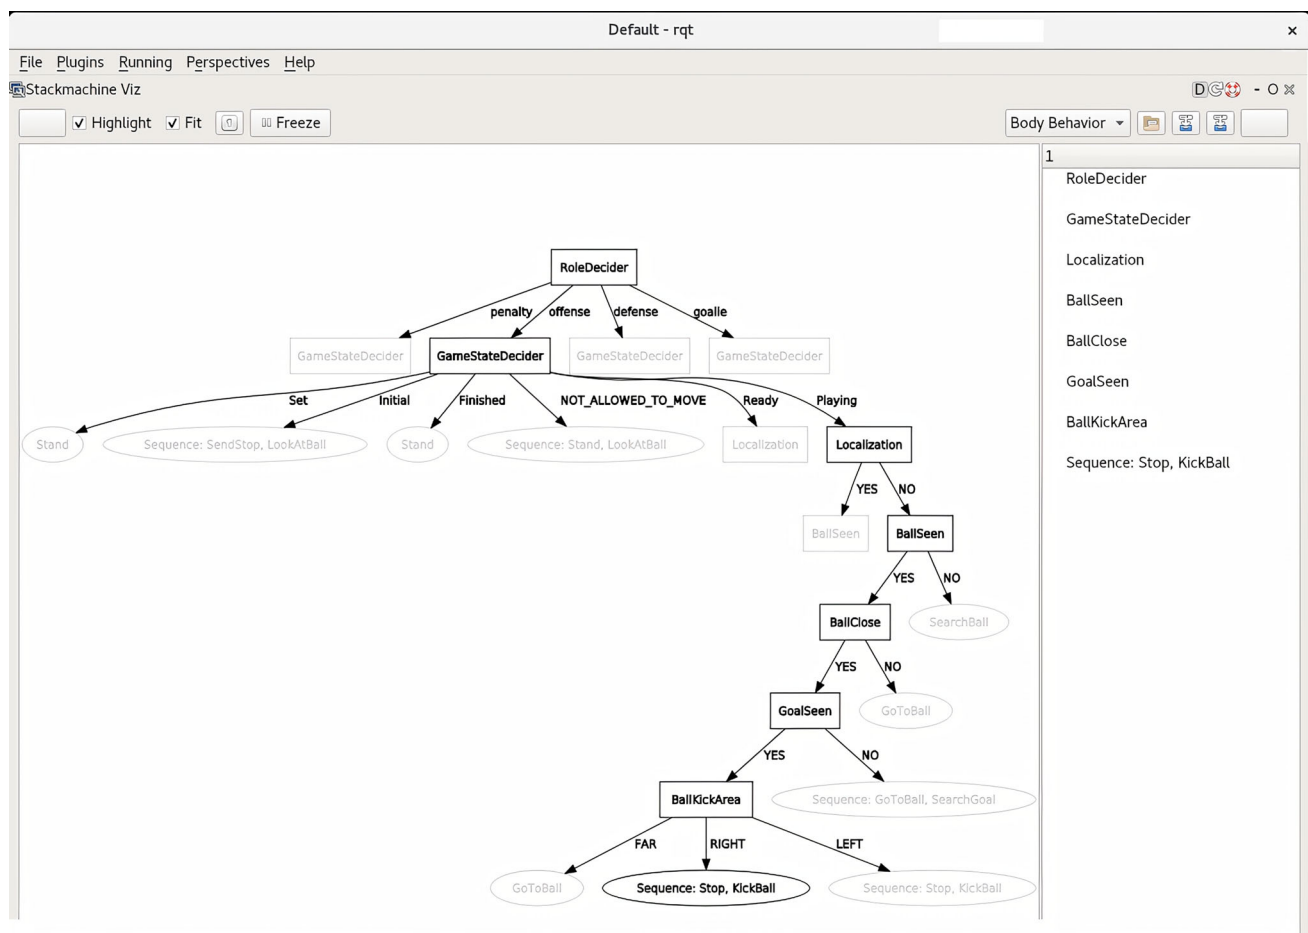 Default - rqt
File Plugins Running Perspectives Help
Stackmachine Viz D - O
Highlight Fit Freeze Body Behavior
1
RoleDecider
GameStateDecider
Localization
BallSeen
BallClose
GoalSeen
BallKickArea
Sequence: Stop, KickBall
RoleDecider
penalty offense defense goalie
GameStateDecider GameStateDecider GameStateDecider GameStateDecider
Set Initial Finished NOT_ALLOWED_TO_MOVE Ready Playing
Stand Sequence: SendStop, LookAtBall Stand Sequence: Stand, LookAtBall Localization Localization
YES NO
BallSeen BallSeen
YES NO
BallClose SearchBall
YES NO
GoalSeen GoToBall
YES NO
BallKickArea Sequence: GoToBall, SearchGoal
FAR RIGHT LEFT
GoToBall Sequence: Stop, KickBall Sequence: Stop, KickBall